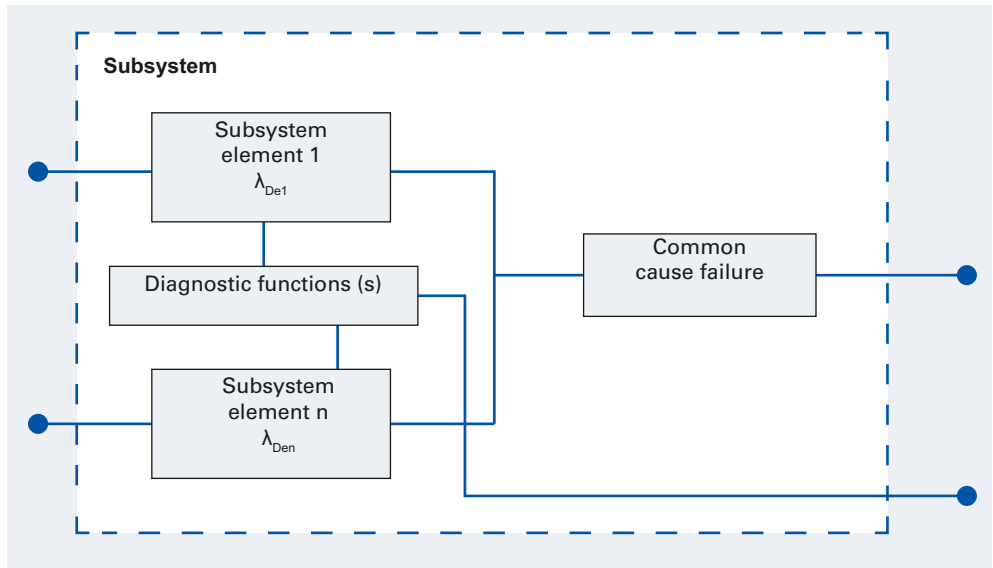 Subsystem
Subsystem
element 1
λDe1
Diagnostic functions (s)
Subsystem
element n
λDen
Common
cause failure